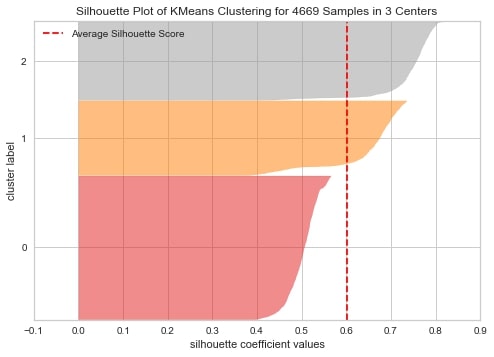 Silhouette Plot of KMeans Clustering for 4669 Samples in 3 Centers
Average Silhouette Score
2
1
0
cluster label
−0.1 0.0 0.1 0.2 0.3 0.4 0.5 0.6 0.7 0.8 0.9
silhouette coefficient values